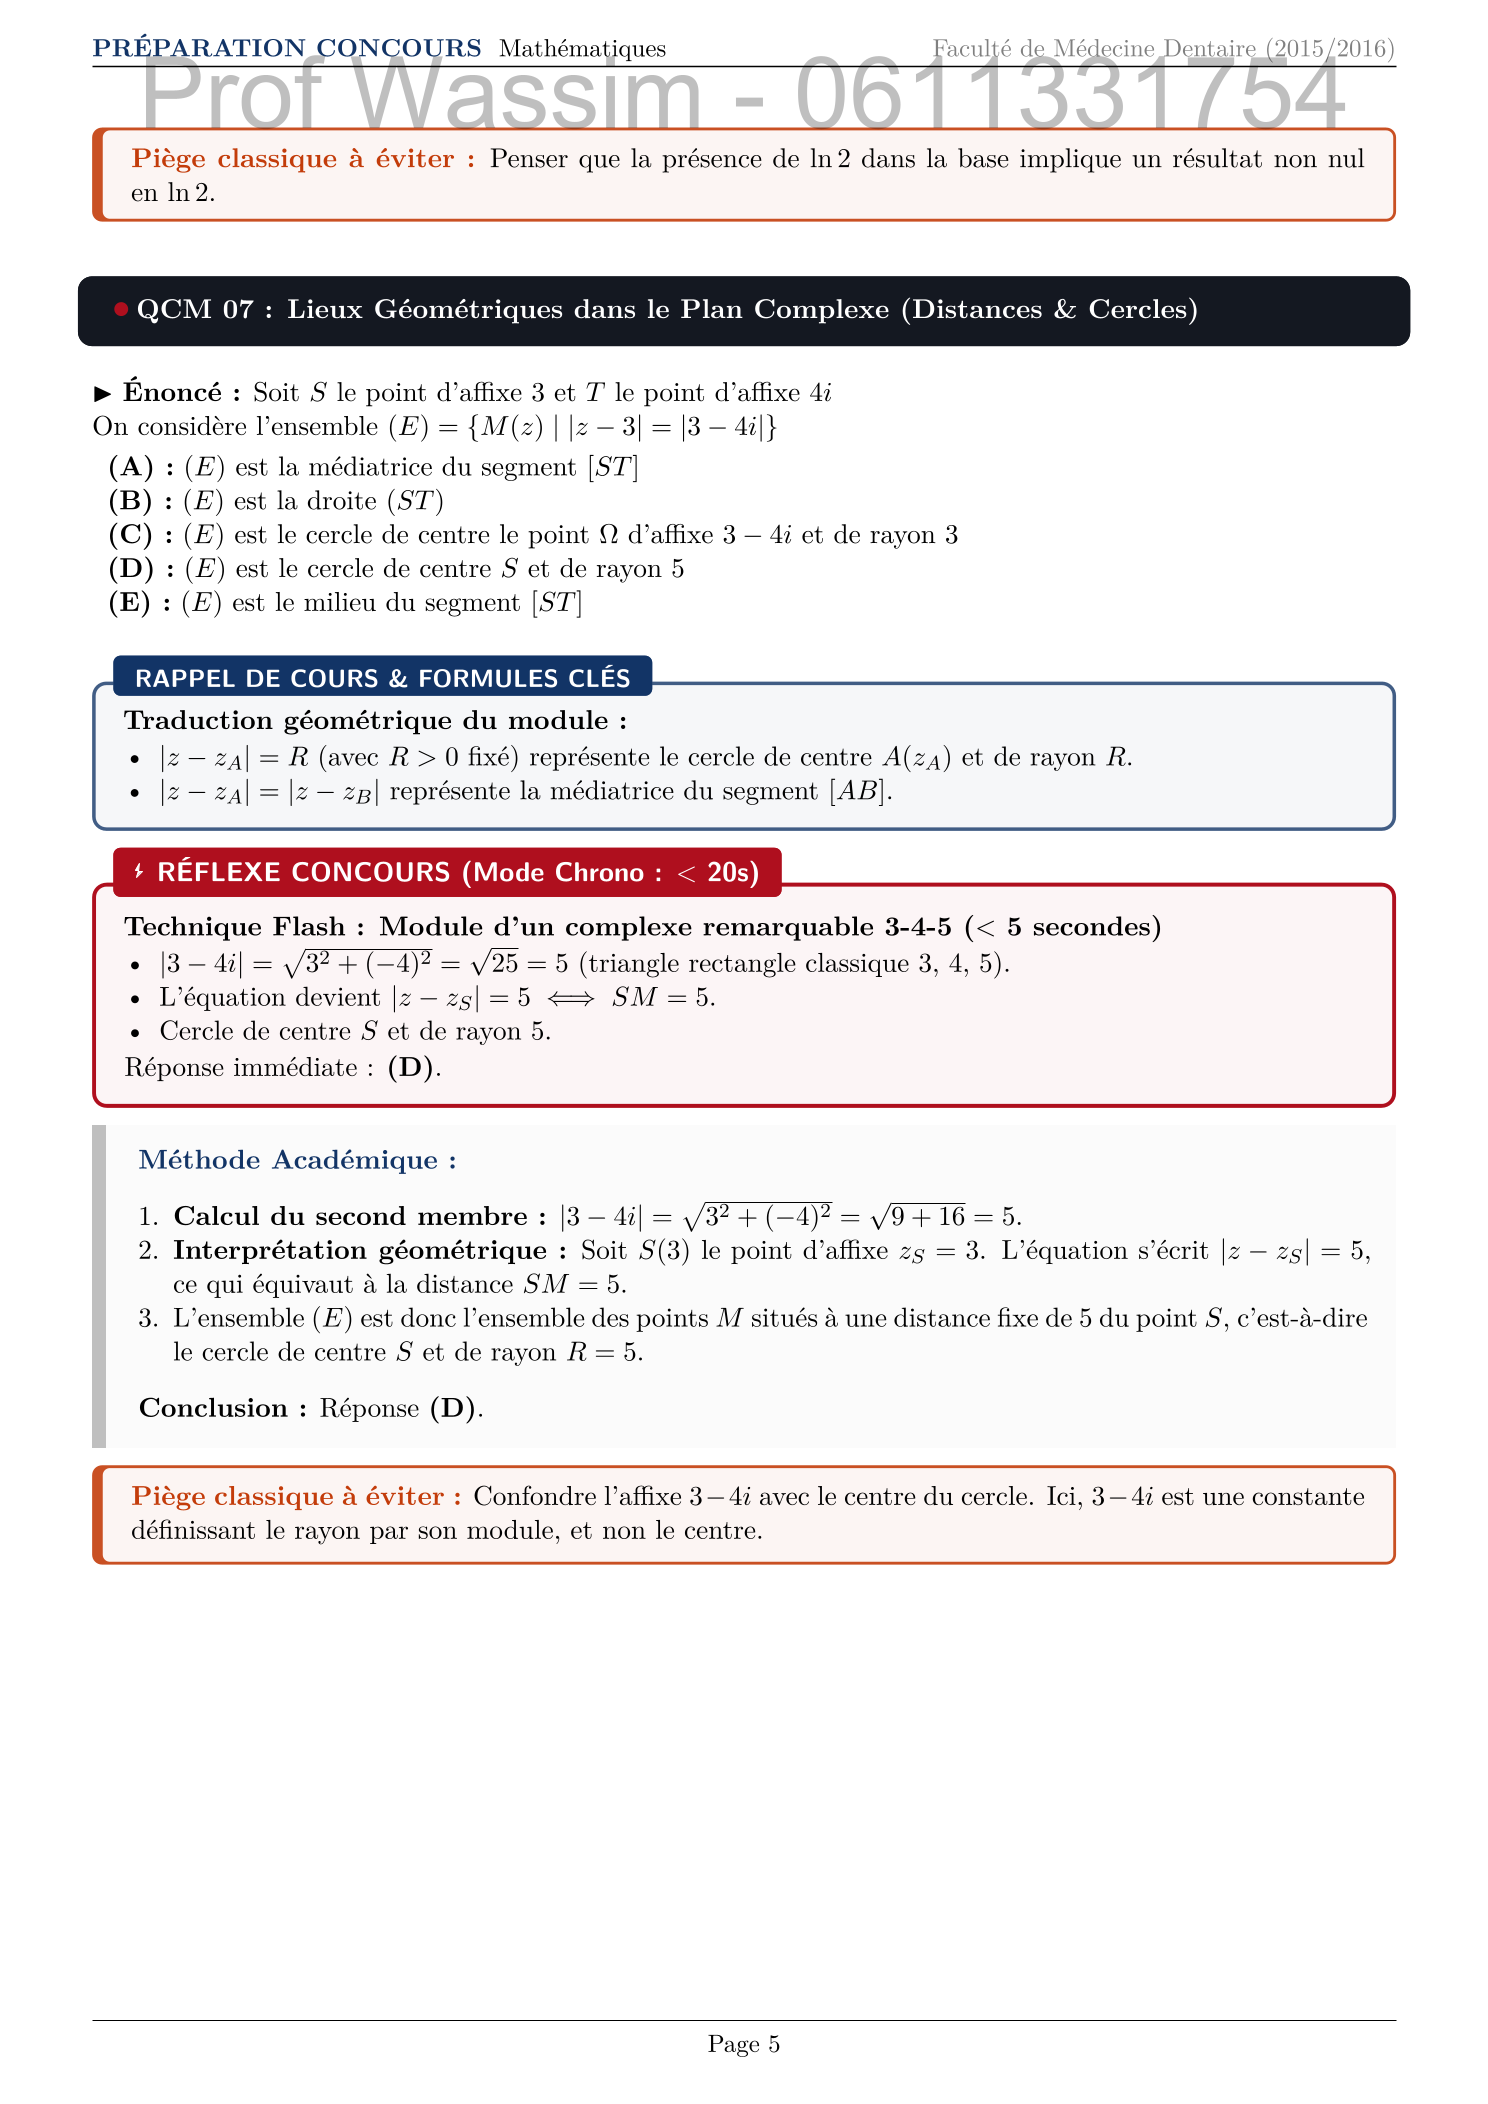 PRÉPARATION CONCOURS Mathématiques
Faculté de Médecine Dentaire (2015/2016)
Prof Wassim - 0611331754
Piège classique à éviter : Penser que la présence de ln 2 dans la base implique un résultat non nul
en ln 2.
● QCM 07 : Lieux Géométriques dans le Plan Complexe (Distances & Cercles)
▶ Énoncé : Soit S le point d'affixe 3 et T le point d'affixe 4i
On considère l'ensemble (E) = {M(z) | |z − 3| = |3 − 4i|}
(A) : (E) est la médiatrice du segment [ST]
(B) : (E) est la droite (ST)
(C) : (E) est le cercle de centre le point Ω d'affixe 3 − 4i et de rayon 3
(D) : (E) est le cercle de centre S et de rayon 5
(E) : (E) est le milieu du segment [ST]
RAPPEL DE COURS & FORMULES CLÉS
Traduction géométrique du module :
• |z − z_A| = R (avec R > 0 fixé) représente le cercle de centre A(z_A) et de rayon R.
• |z − z_A| = |z − z_B| représente la médiatrice du segment [AB].
RÉFLEXE CONCOURS (Mode Chrono : < 20s)
Technique Flash : Module d'un complexe remarquable 3-4-5 (< 5 secondes)
• |3 − 4i| = √(3² + (−4)²) = √25 = 5 (triangle rectangle classique 3, 4, 5).
• L'équation devient |z − z_S| = 5 ⟺ SM = 5.
• Cercle de centre S et de rayon 5.
Réponse immédiate : (D).
Méthode Académique :
1. Calcul du second membre : |3 − 4i| = √(3² + (−4)²) = √(9 + 16) = 5.
2. Interprétation géométrique : Soit S(3) le point d'affixe z_S = 3. L'équation s'écrit |z − z_S| = 5,
ce qui équivaut à la distance SM = 5.
3. L'ensemble (E) est donc l'ensemble des points M situés à une distance fixe de 5 du point S, c'est-à-dire
le cercle de centre S et de rayon R = 5.
Conclusion : Réponse (D).
Piège classique à éviter : Confondre l'affixe 3 − 4i avec le centre du cercle. Ici, 3 − 4i est une constante
définissant le rayon par son module, et non le centre.
Page 5